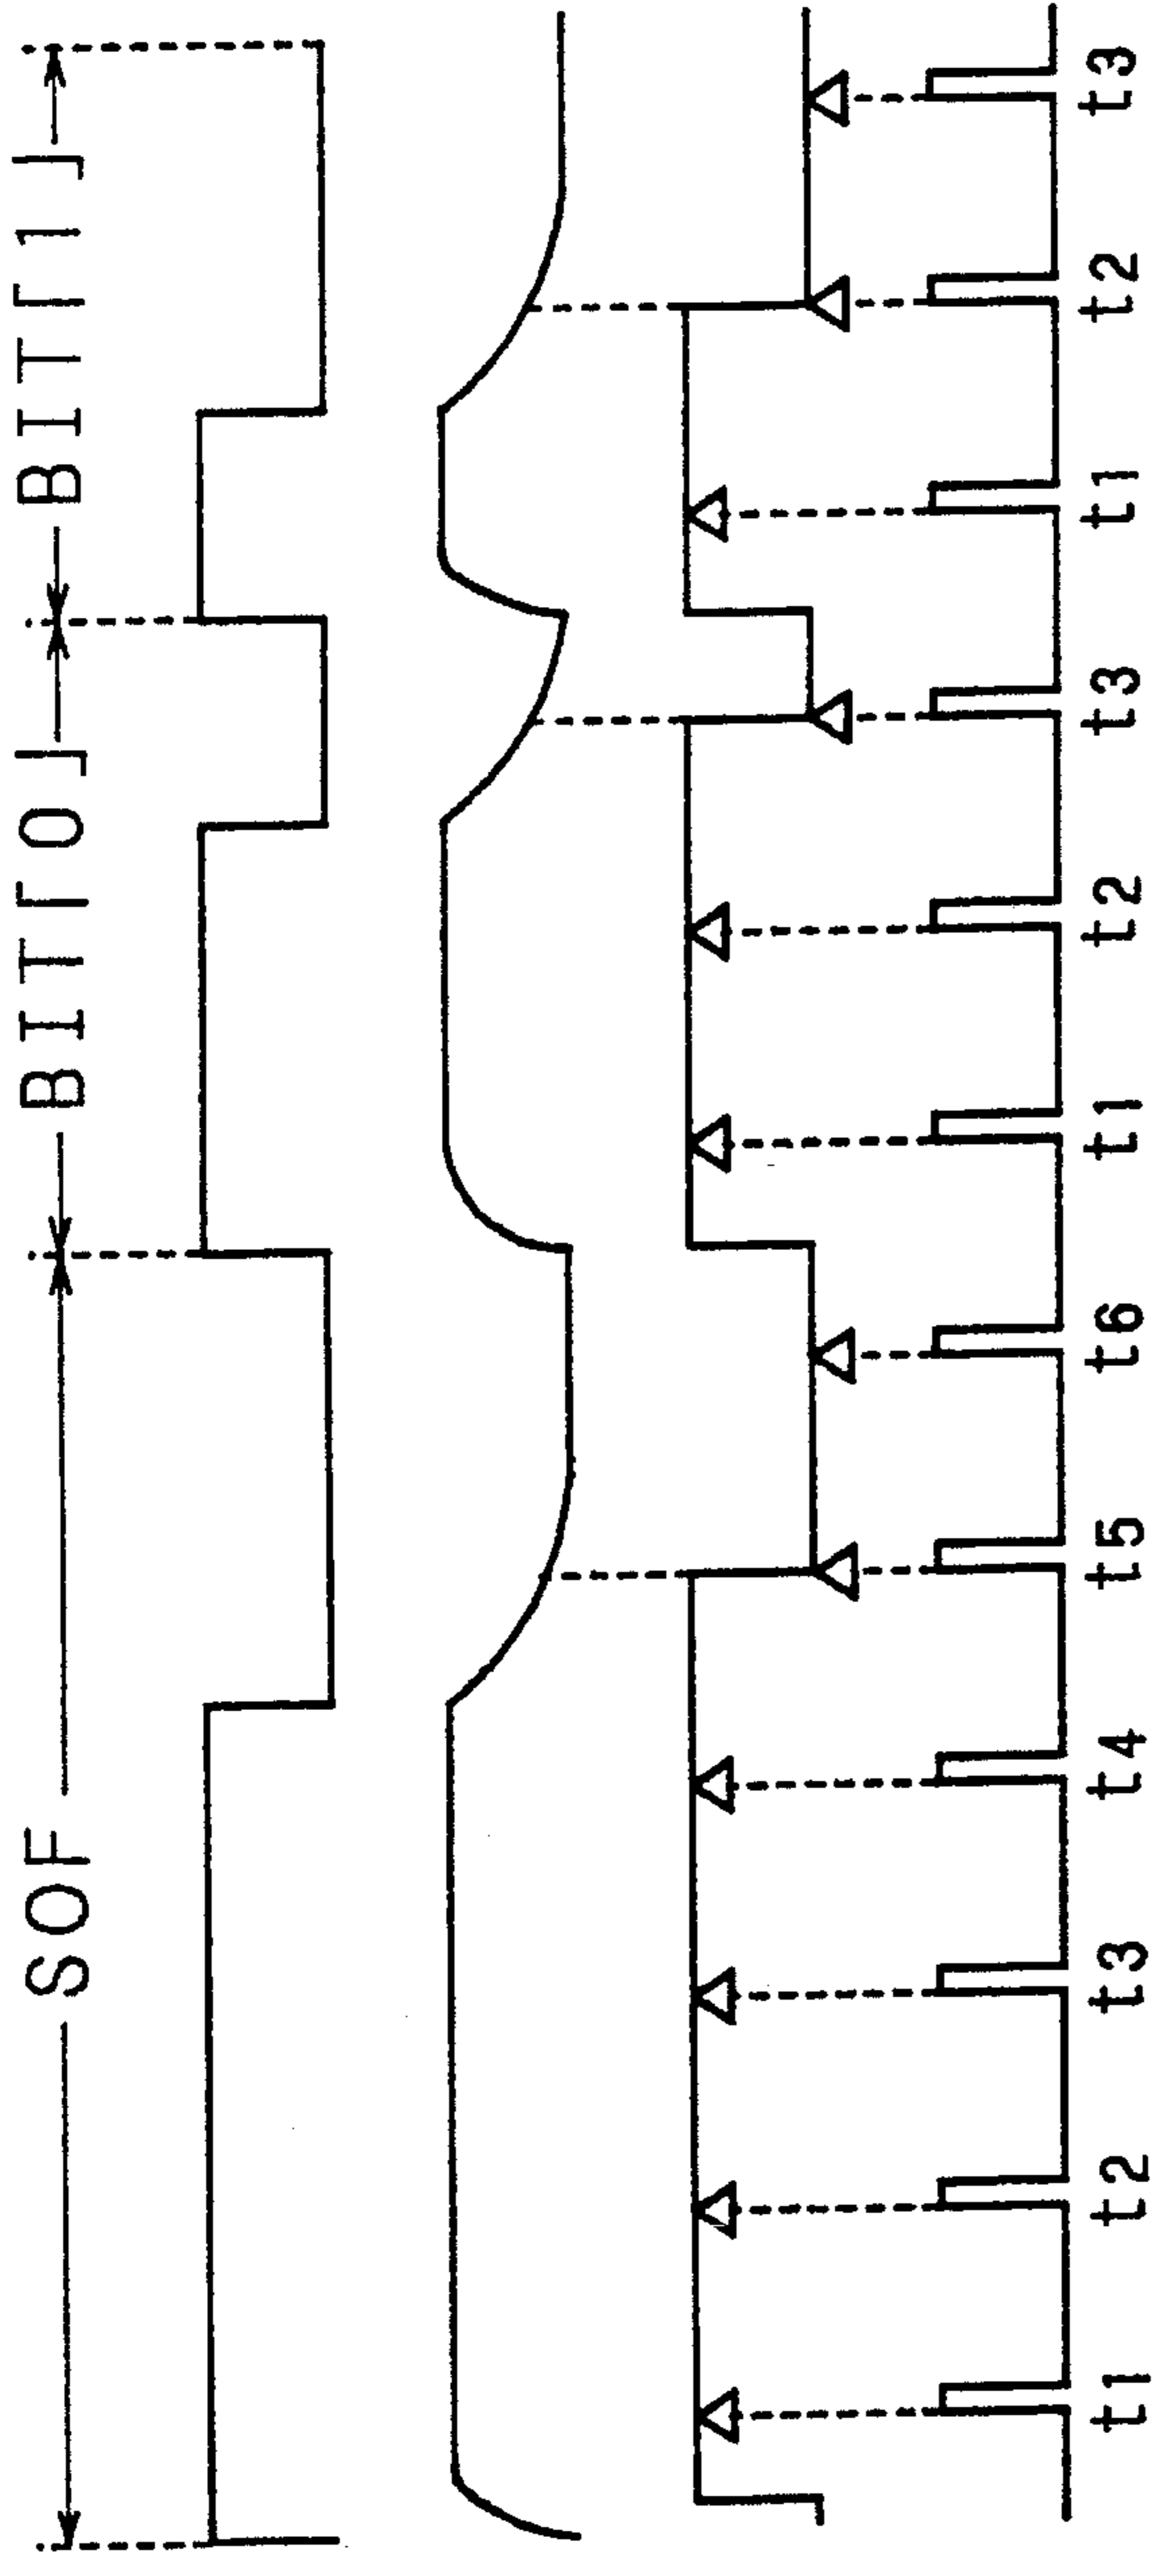 SOF BIT「0」 BIT「1」
t1 t2 t3 t4 t5 t6 t1 t2 t3 t1 t2 t3